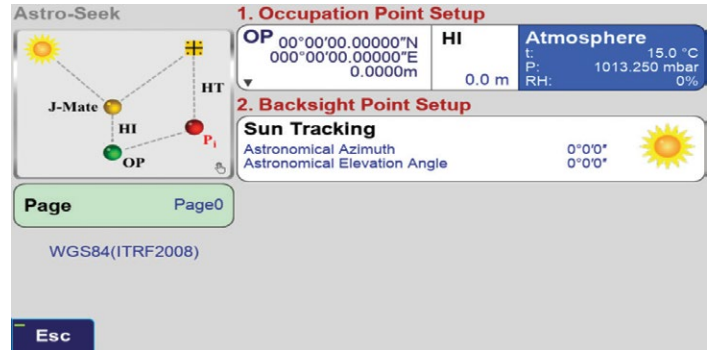 Astro-Seek
J-Mate
HI
OP
HT
Pi
Page Page0
WGS84(ITRF2008)
Esc
1. Occupation Point Setup
OP 00°00'00.00000"N
000°00'00.00000"E
0.0000m
HI
0.0 m
Atmosphere
t: 15.0 °C
P: 1013.250 mbar
RH: 0%
2. Backsight Point Setup
Sun Tracking
Astronomical Azimuth 0°0'0"
Astronomical Elevation Angle 0°0'0"